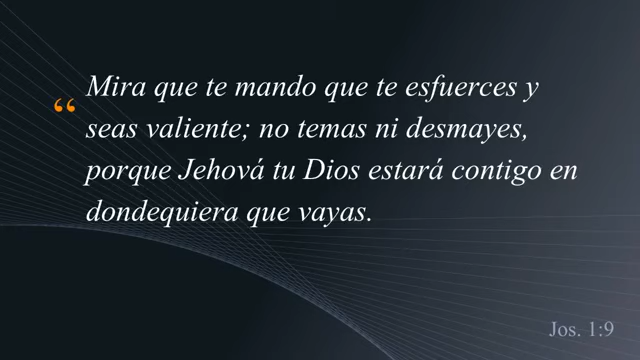 “ Mira que te mando que te esfuerces y
seas valiente; no temas ni desmayes,
porque Jehová tu Dios estará contigo en
dondequiera que vayas.
Jos. 1:9